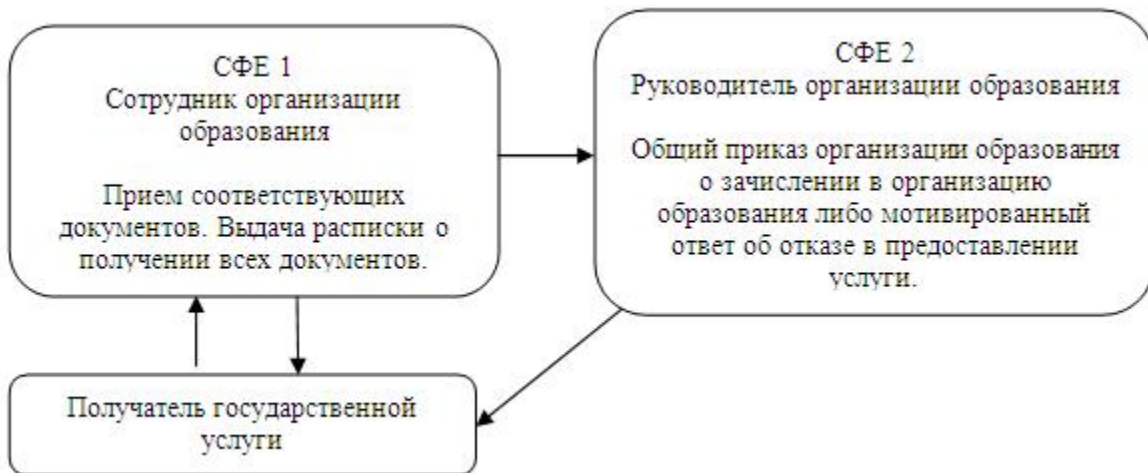 СФЕ 1
Сотрудник организации
образования
Прием соответствующих
документов. Выдача расписки о
получении всех документов.
СФЕ 2
Руководитель организации образования
Общий приказ организации образования
о зачислении в организацию
образования либо мотивированный
ответ об отказе в предоставлении
услуги.
Получатель государственной
услуги